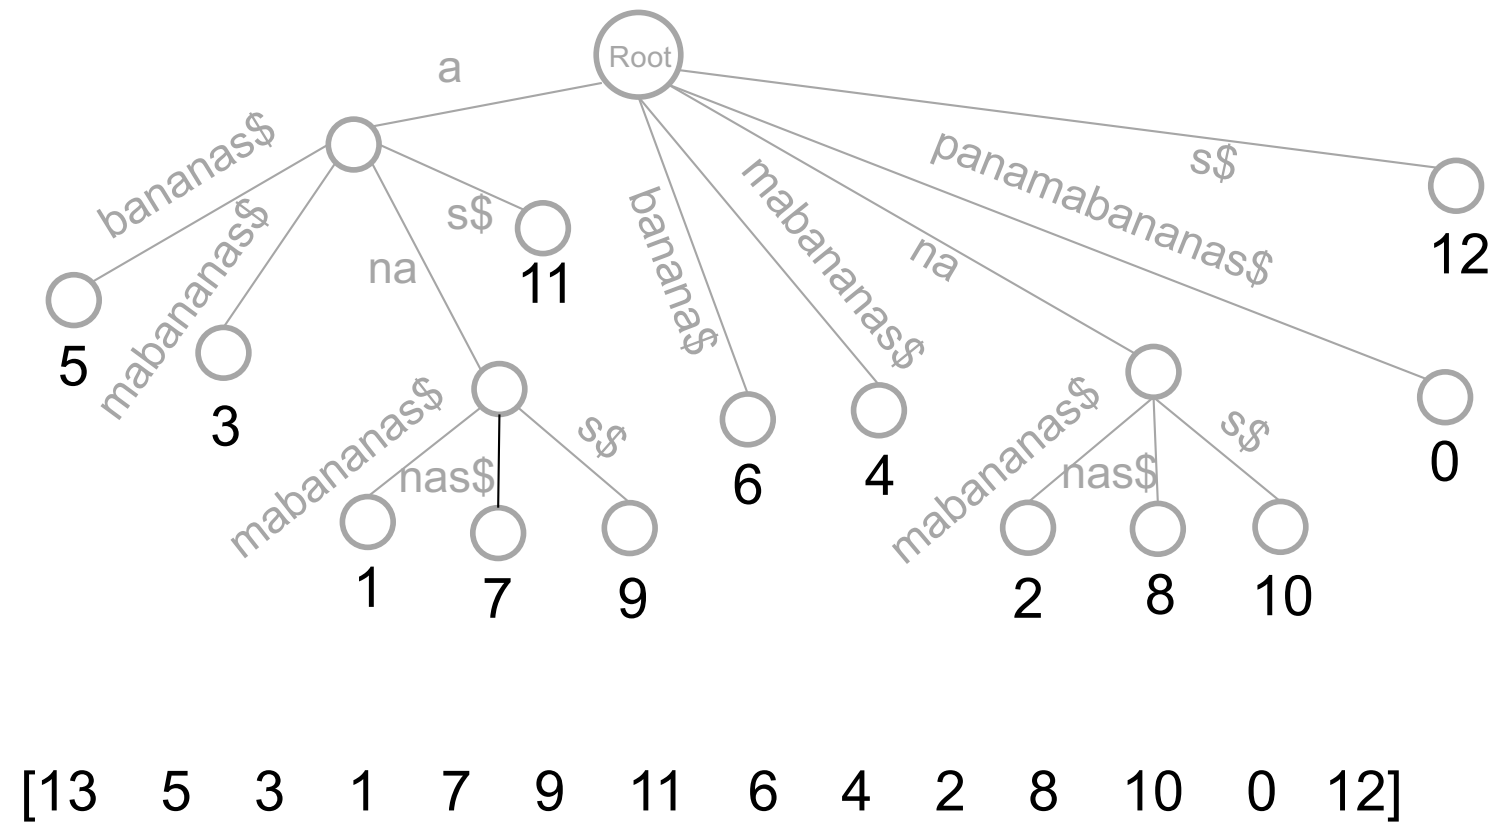 Root
a
bananas$
mabananas$
na
s$
5
3
11
mabananas$
nas$
s$
1
7
9
banana$
6
mabananas$
4
na
mabananas$
nas$
s$
2
8
10
panamabananas$
0
s$
12
[13 5 3 1 7 9 11 6 4 2 8 10 0 12]